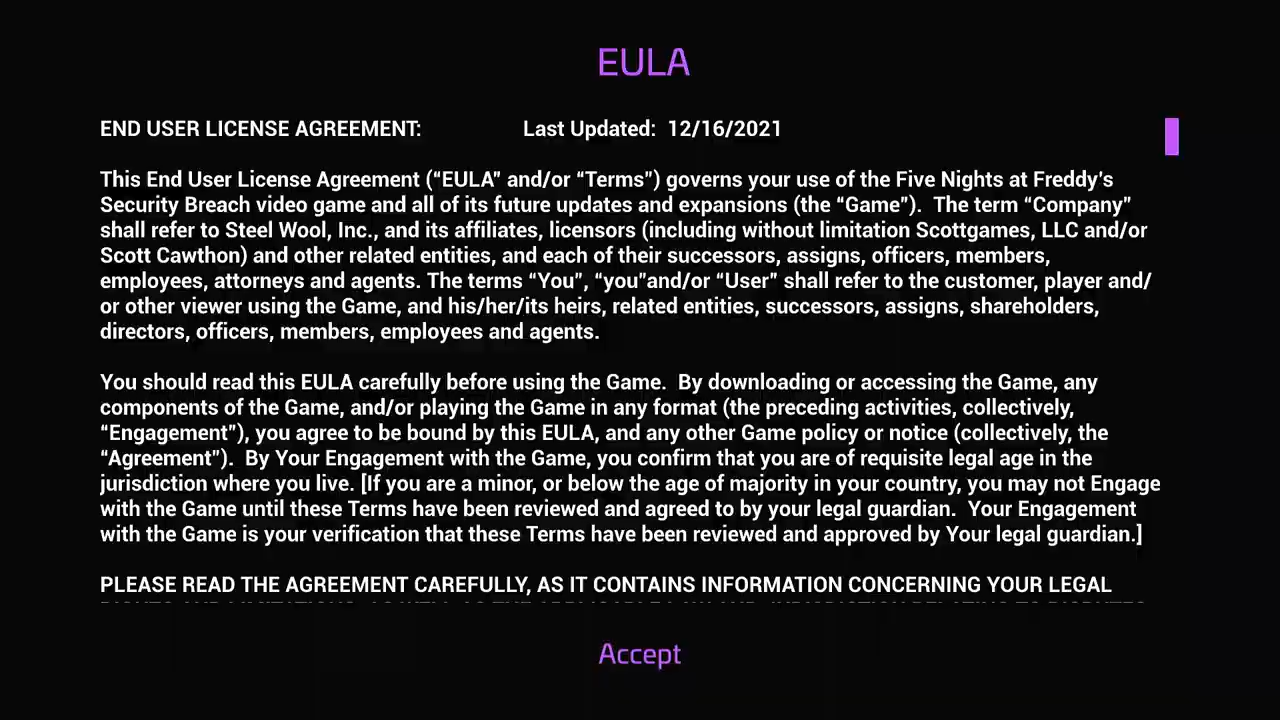 EULA
END USER LICENSE AGREEMENT: Last Updated: 12/16/2021
This End User License Agreement (“EULA” and/or “Terms”) governs your use of the Five Nights at Freddy’s
Security Breach video game and all of its future updates and expansions (the “Game”). The term “Company”
shall refer to Steel Wool, Inc., and its affiliates, licensors (including without limitation Scottgames, LLC and/or
Scott Cawthon) and other related entities, and each of their successors, assigns, officers, members,
employees, attorneys and agents. The terms “You”, “you"and/or “User” shall refer to the customer, player and/
or other viewer using the Game, and his/her/its heirs, related entities, successors, assigns, shareholders,
directors, officers, members, employees and agents.
You should read this EULA carefully before using the Game. By downloading or accessing the Game, any
components of the Game, and/or playing the Game in any format (the preceding activities, collectively,
“Engagement”), you agree to be bound by this EULA, and any other Game policy or notice (collectively, the
“Agreement”). By Your Engagement with the Game, you confirm that you are of requisite legal age in the
jurisdiction where you live. [If you are a minor, or below the age of majority in your country, you may not Engage
with the Game until these Terms have been reviewed and agreed to by your legal guardian. Your Engagement
with the Game is your verification that these Terms have been reviewed and approved by Your legal guardian.]
PLEASE READ THE AGREEMENT CAREFULLY, AS IT CONTAINS INFORMATION CONCERNING YOUR LEGAL
Accept